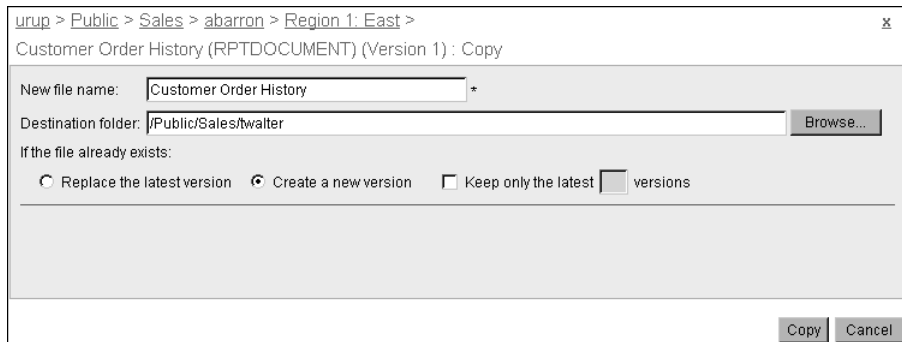 urup > Public > Sales > abarron > Region 1: East > x
Customer Order History (RPTDOCUMENT) (Version 1) : Copy
New file name: Customer Order History *
Destination folder: /Public/Sales/twalter Browse...
If the file already exists:
Replace the latest version Create a new version Keep only the latest versions
Copy Cancel